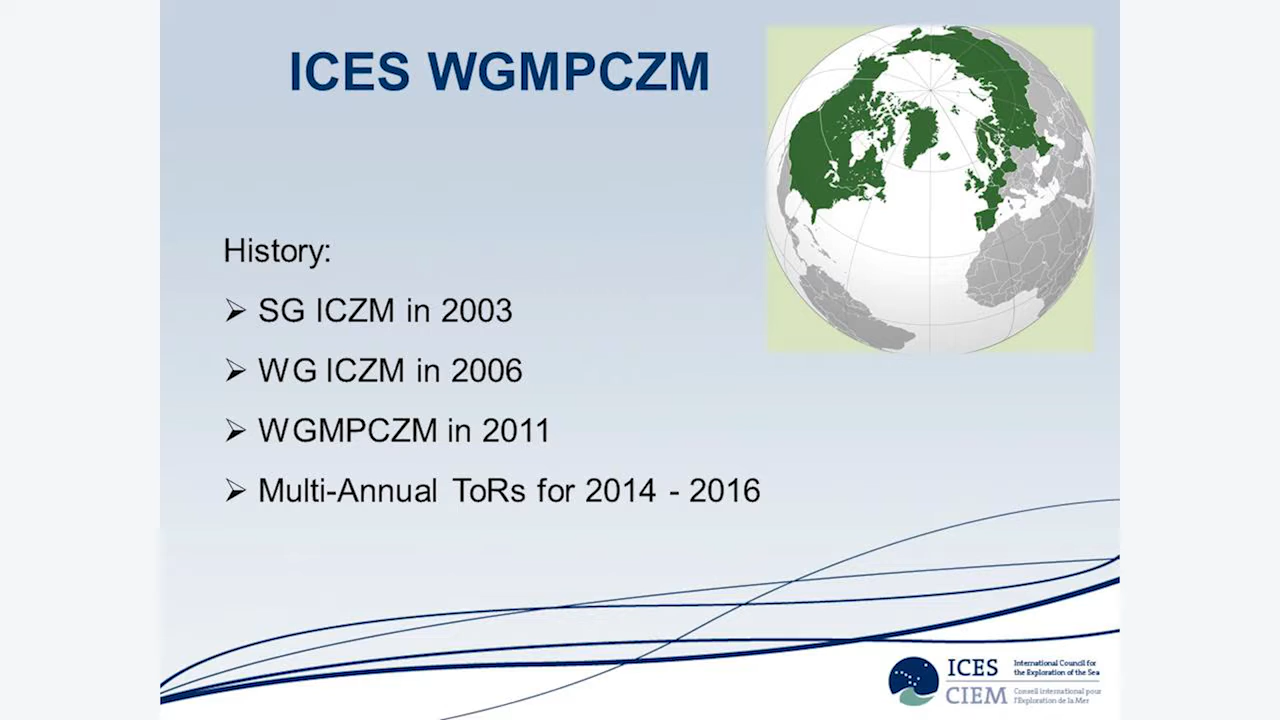 ICES WGMPCZM
History:
➢ SG ICZM in 2003
➢ WG ICZM in 2006
➢ WGMPCZM in 2011
➢ Multi-Annual ToRs for 2014 - 2016
ICES
International Council for
the Exploration of the Sea
CIEM
Conseil international pour
l'Exploration de la Mer